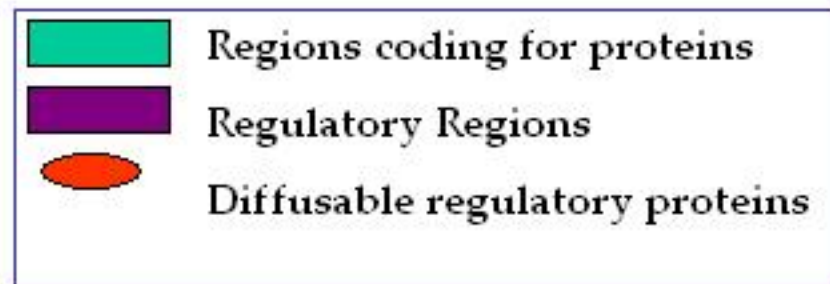 Regions coding for proteins
Regulatory Regions
Diffusable regulatory proteins